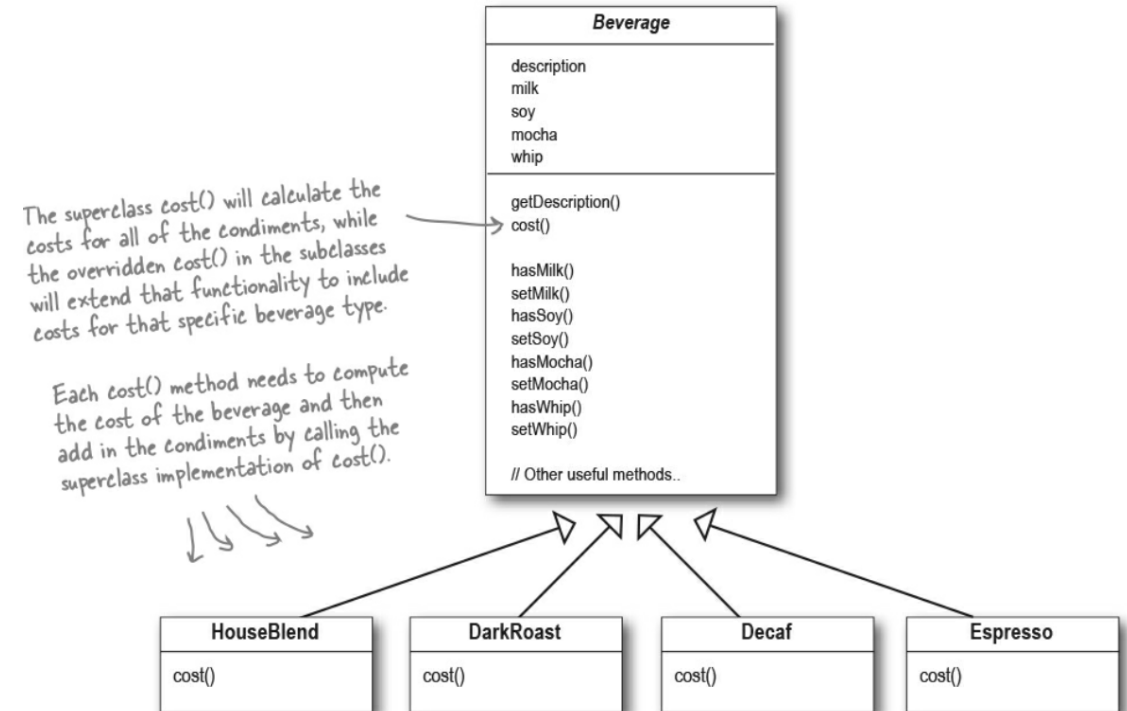 Beverage
description
milk
soy
mocha
whip
The superclass cost() will calculate the
costs for all of the condiments, while
the overridden cost() in the subclasses
will extend that functionality to include
costs for that specific beverage type.
getDescription()
cost()
hasMilk()
setMilk()
hasSoy()
setSoy()
hasMocha()
setMocha()
hasWhip()
setWhip()
// Other useful methods..
Each cost() method needs to compute
the cost of the beverage and then
add in the condiments by calling the
superclass implementation of cost().
HouseBlend
cost()
DarkRoast
cost()
Decaf
cost()
Espresso
cost()